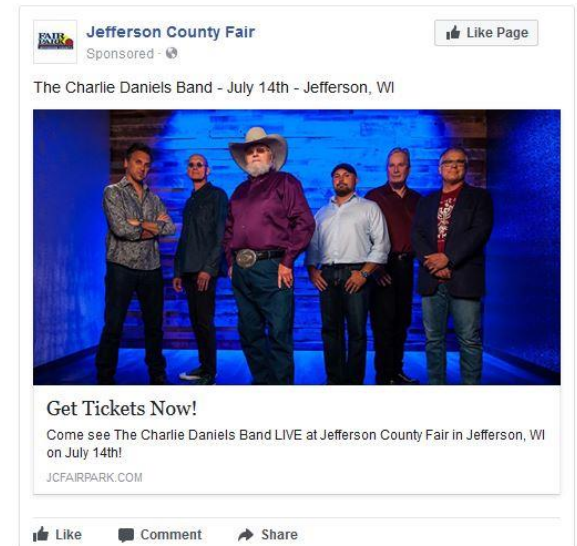 FAIR
PARK
Jefferson County Fair
Like Page
Sponsored ·
The Charlie Daniels Band - July 14th - Jefferson, WI
Get Tickets Now!
Come see The Charlie Daniels Band LIVE at Jefferson County Fair in Jefferson, WI
on July 14th!
JCFAIRPARK.COM
Like
Comment
Share